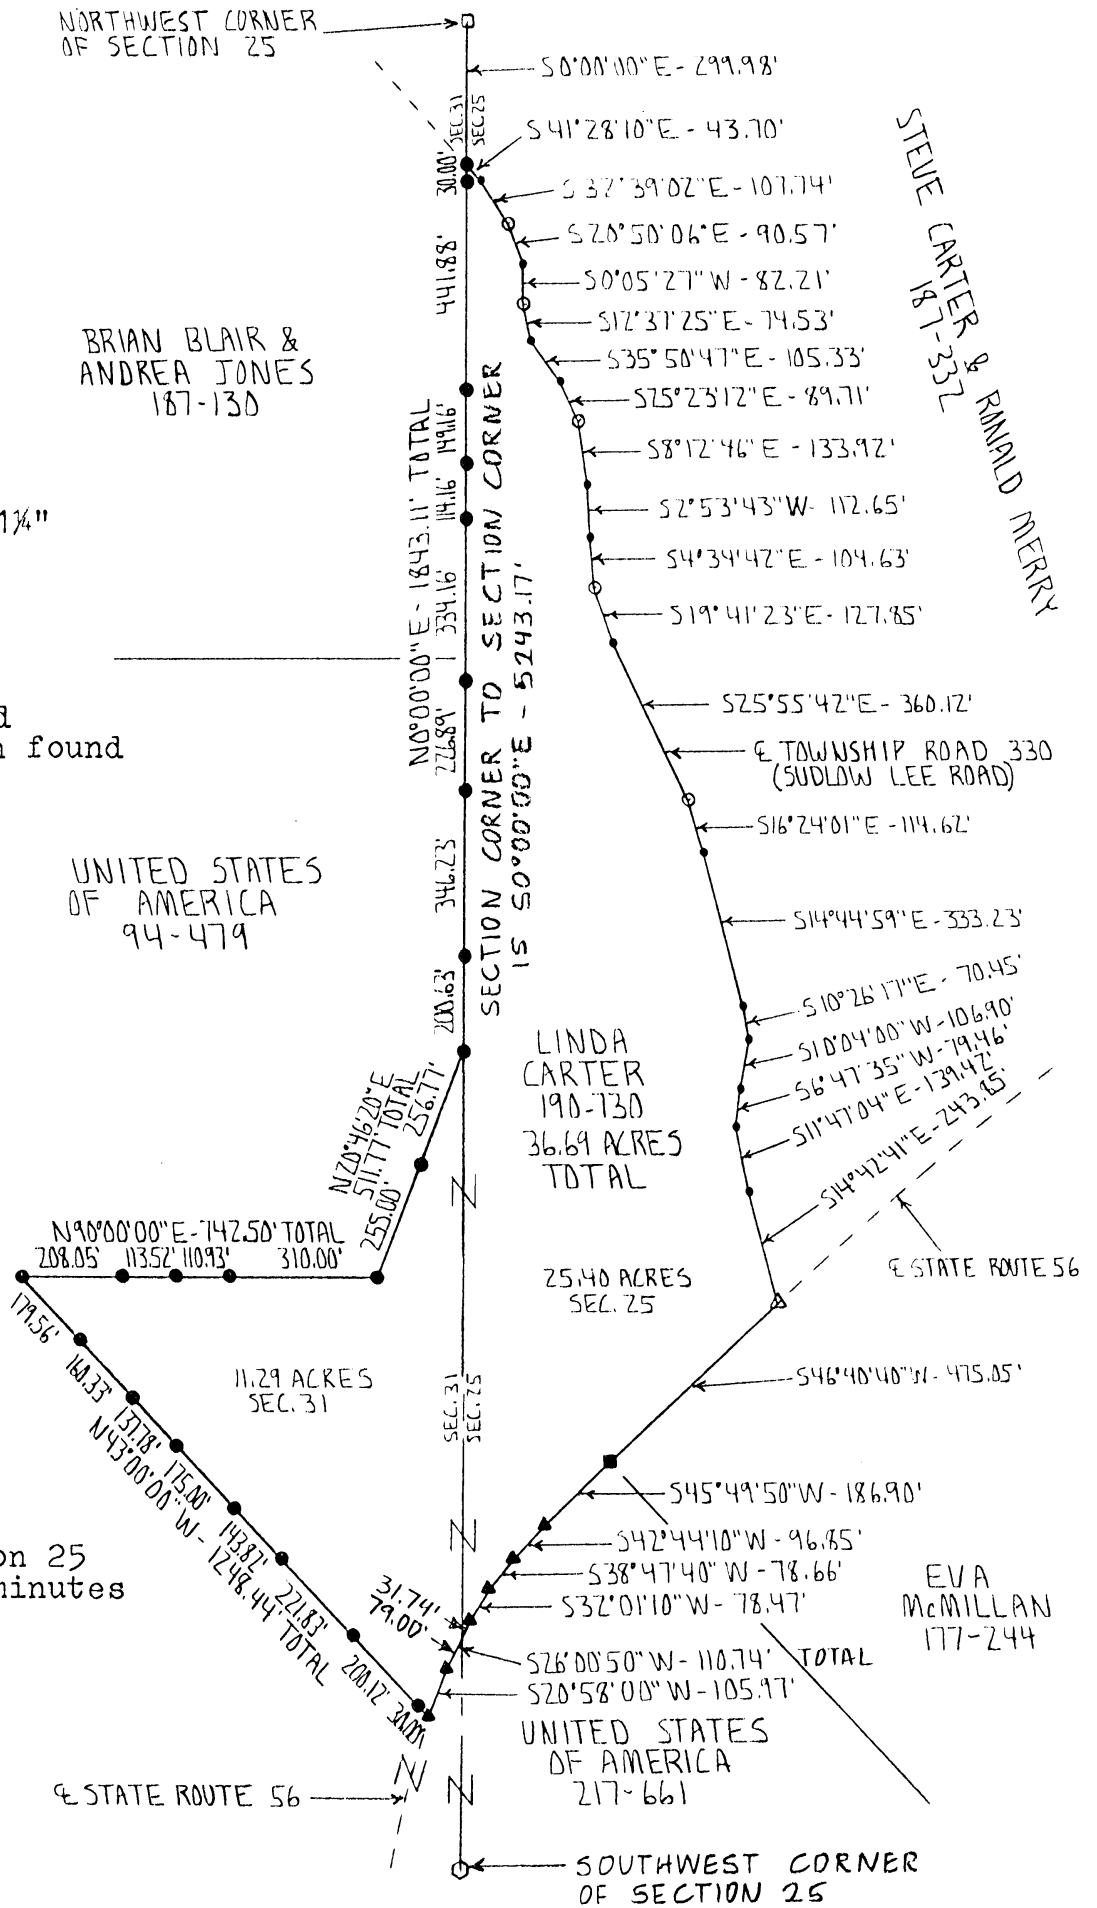 NORTHWEST CORNER
OF SECTION 25
S0°00'00"E - 299.98'
SEC.31
SEC.25
S41°28'10"E - 43.70'
30.00'
S32°39'02"E - 107.74'
S20°50'06"E - 90.57'
441.88'
S0°05'27"W - 82.21'
S12°37'25"E - 74.53'
S35°50'47"E - 105.33'
S25°23'12"E - 89.71'
STEVE CARTER & RONALD MERRY
187-332
BRIAN BLAIR &
ANDREA JONES
187-130
149.16'
S8°12'46"E - 133.92'
114.16'
1¼"
S2°53'43"W - 112.65'
S4°34'42"E - 104.63'
334.16'
S19°41'23"E - 127.85'
N0°00'00"E - 1843.11' TOTAL
SECTION CORNER TO SECTION CORNER
IS S0°00'00"E - 5243.17'
S25°55'42"E - 360.12'
found
℄ TOWNSHIP ROAD 330
(SUDLOW LEE ROAD)
226.89'
S16°24'01"E - 114.62'
346.23'
UNITED STATES
OF AMERICA
94-479
S14°44'59"E - 333.23'
200.63'
S10°26'17"E - 70.45'
S10°04'00"W - 106.90'
S6°47'35"W - 79.46'
S11°47'04"E - 139.42'
S14°42'41"E - 243.85'
LINDA
CARTER
190-730
36.69 ACRES
TOTAL
N20°46'20"E
511.77' TOTAL
256.77'
255.00'
N90°00'00"E - 742.50' TOTAL
208.05' 113.52' 110.93' 310.00'
25.40 ACRES
SEC. 25
℄ STATE ROUTE 56
179.56'
160.33'
137.78'
175.00'
143.82'
221.83'
200.12'
30.00'
N43°00'00"W - 1248.44' TOTAL
11.29 ACRES
SEC. 31
SEC.31
SEC.25
S46°40'40"W - 475.05'
S45°49'50"W - 186.90'
S42°44'10"W - 96.85'
S38°47'40"W - 78.66'
S32°01'10"W - 78.47'
on 25
minutes
31.74'
79.00'
S26°00'50"W - 110.74' TOTAL
S20°58'00"W - 105.97'
EVA
McMILLAN
177-244
UNITED STATES
OF AMERICA
217-661
℄ STATE ROUTE 56
SOUTHWEST CORNER
OF SECTION 25